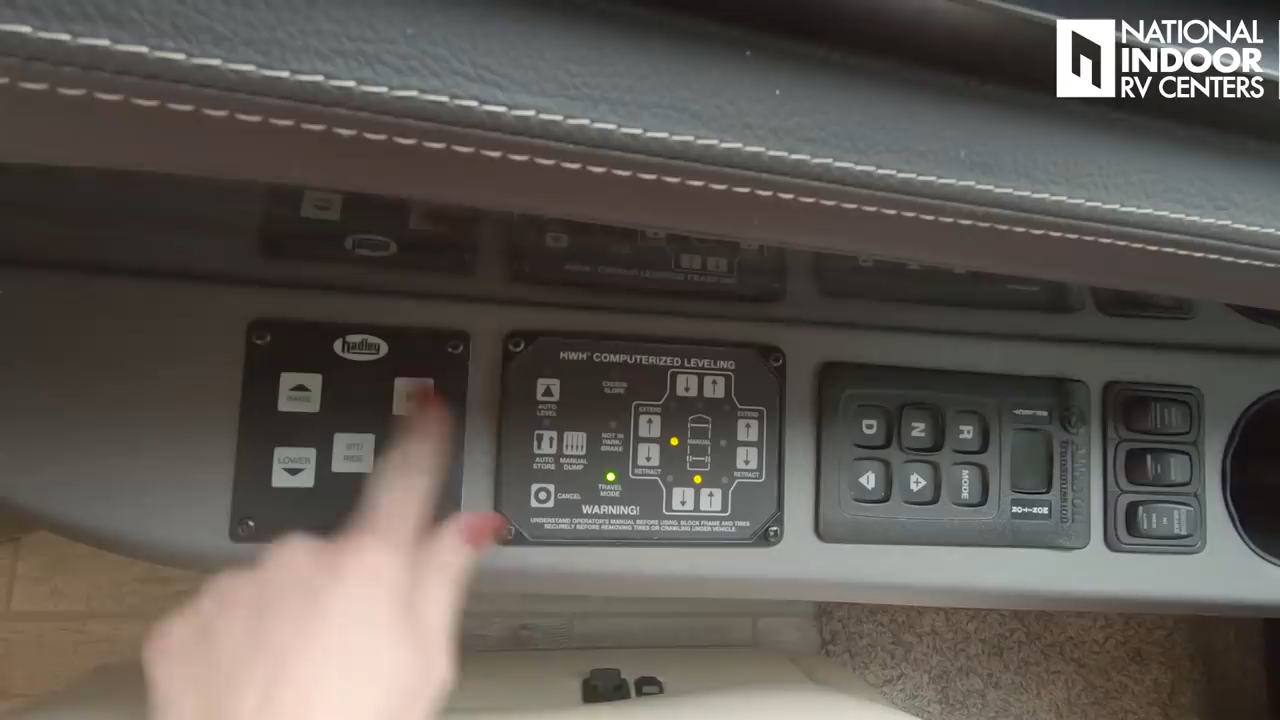 NATIONAL
INDOOR
RV CENTERS
hadley
RAISE
LOWER
RIDE
HWH COMPUTERIZED LEVELING
AUTO
LEVEL
EXCESS
SLOPE
AUTO
STORE
MANUAL
DUMP
NOT IN
PARK/
BRAKE
TRAVEL
MODE
CANCEL
EXTEND
RETRACT
MANUAL
EXTEND
RETRACT
WARNING!
UNDERSTAND OPERATOR'S MANUAL BEFORE USING. BLOCK FRAME AND TIRES
SECURELY BEFORE REMOVING TIRES OR CRAWLING UNDER VEHICLE.
D
N
R
MODE
MONITOR